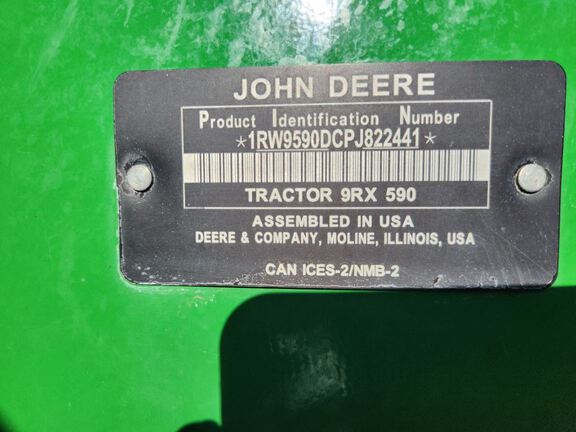 JOHN DEERE
Product Identification Number
*1RW9590DCPJ822441*
TRACTOR 9RX 590
ASSEMBLED IN USA
DEERE & COMPANY, MOLINE, ILLINOIS, USA
CAN ICES-2/NMB-2